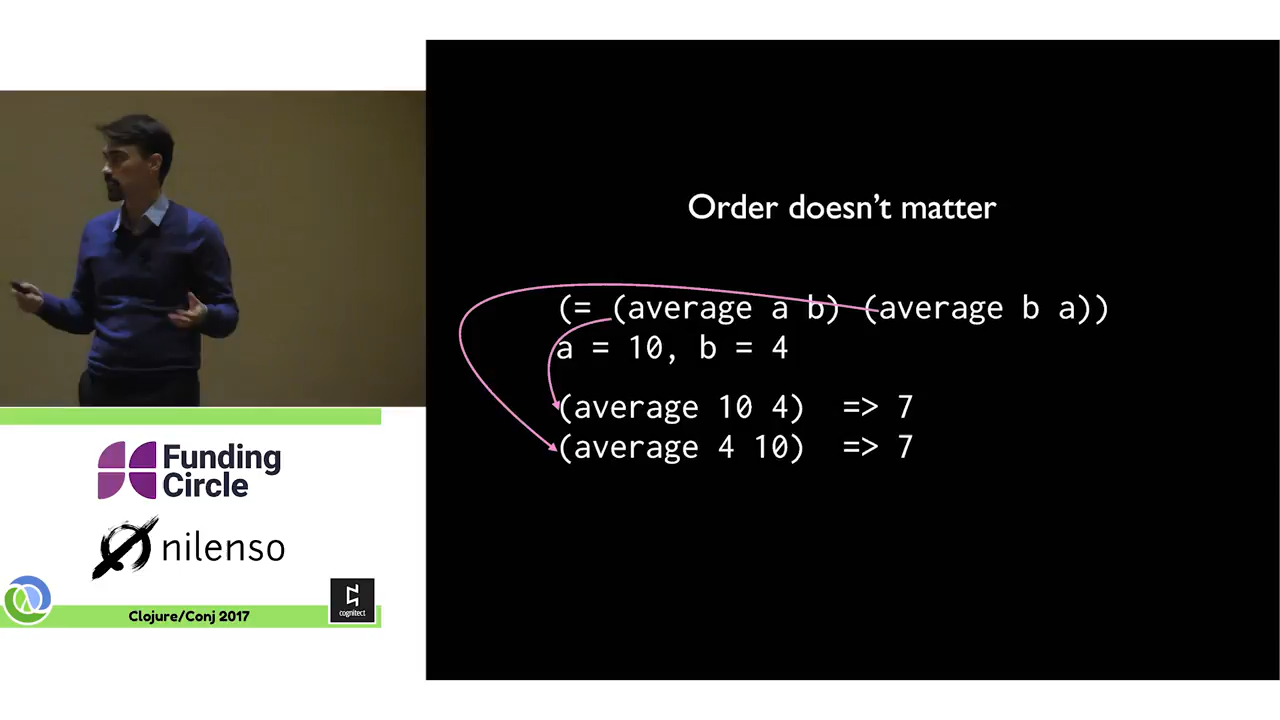 Order doesn't matter
(= (average a b) (average b a))
a = 10, b = 4
(average 10 4) => 7
(average 4 10) => 7
Funding
Circle
nilenso
cognitect
Clojure/Conj 2017